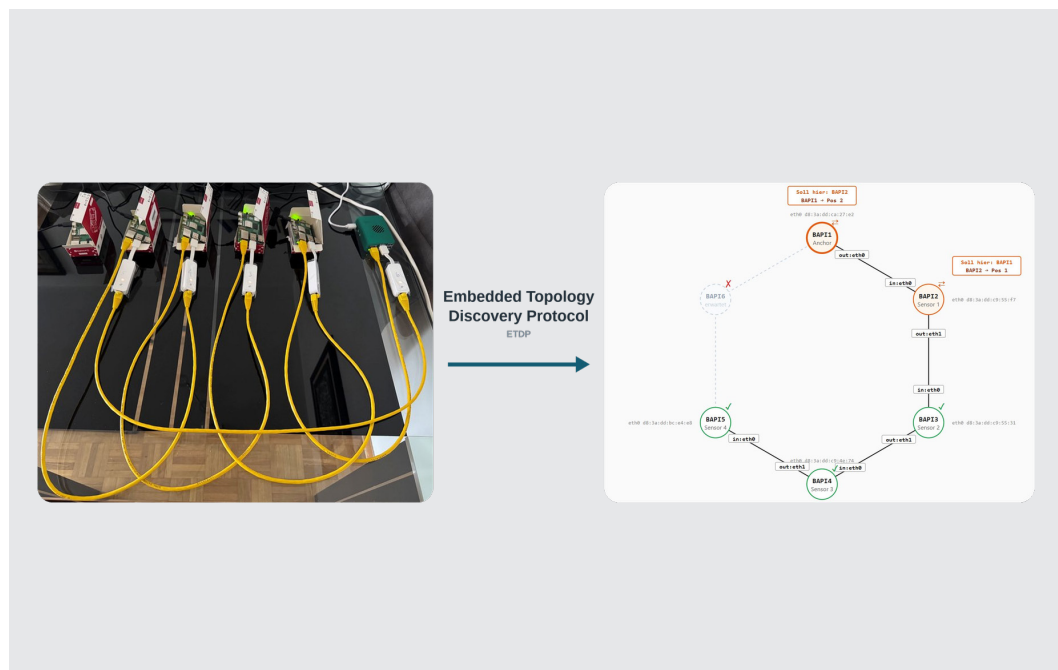 Embedded Topology
Discovery Protocol
ETDP
Soll hier: BAPI2
BAPI1 → Pos 2
BAPI1
Anchor
out:eth0
Soll hier: BAPI1
BAPI2 → Pos 1
in:eth0
BAPI2
Sensor 1
out:eth1
BAPI6
in:eth0
BAPI3
Sensor 2
out:eth1
BAPI5
Sensor 4
in:eth0
out:eth1
in:eth0
BAPI4
Sensor 3